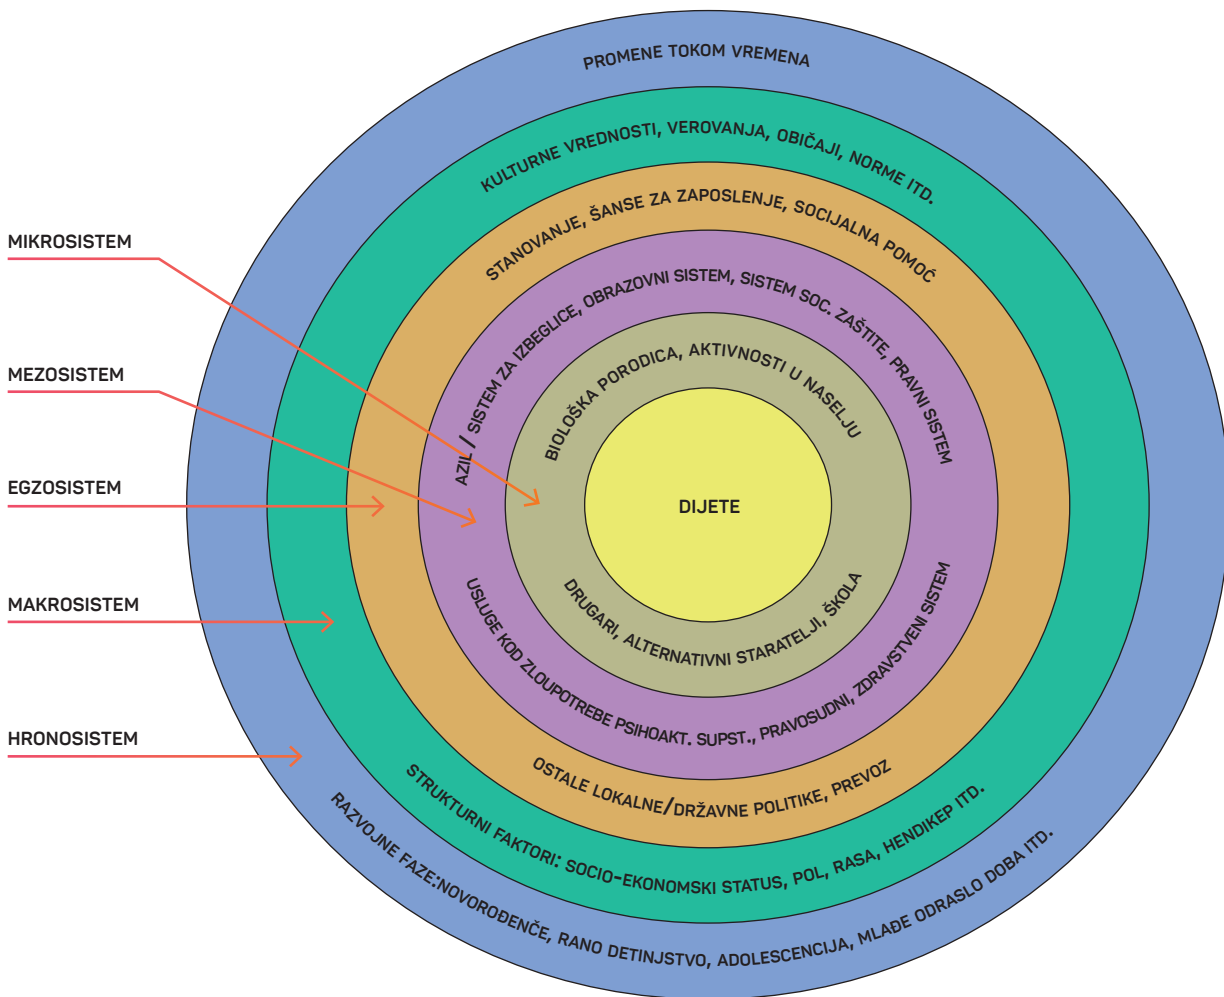 PROMENE TOKOM VREMENA
KULTURNE VREDNOSTI, VEROVANJA, OBIČAJI, NORME ITD.
STANOVANJE, ŠANSE ZA ZAPOSLENJE, SOCIJALNA POMOĆ
AZIL / SISTEM ZA IZBEGLICE, OBRAZOVNI SISTEM, SISTEM SOC. ZAŠTITE, PRAVNI SISTEM
BIOLOŠKA PORODICA, AKTIVNOSTI U NASELJU
DIJETE
DRUGARI, ALTERNATIVNI STARATELJI, ŠKOLA
USLUGE KOD ZLOUPOTREBE PSIHOAKT. SUPST., PRAVOSUDNI, ZDRAVSTVENI SISTEM
OSTALE LOKALNE/DRŽAVNE POLITIKE, PREVOZ
STRUKTURNI FAKTORI: SOCIO-EKONOMSKI STATUS, POL, RASA, HENDIKEP ITD.
RAZVOJNE FAZE:NOVOROĐENČE, RANO DETINJSTVO, ADOLESCENCIJA, MLAĐE ODRASLO DOBA ITD.
MIKROSISTEM
MEZOSISTEM
EGZOSISTEM
MAKROSISTEM
HRONOSISTEM